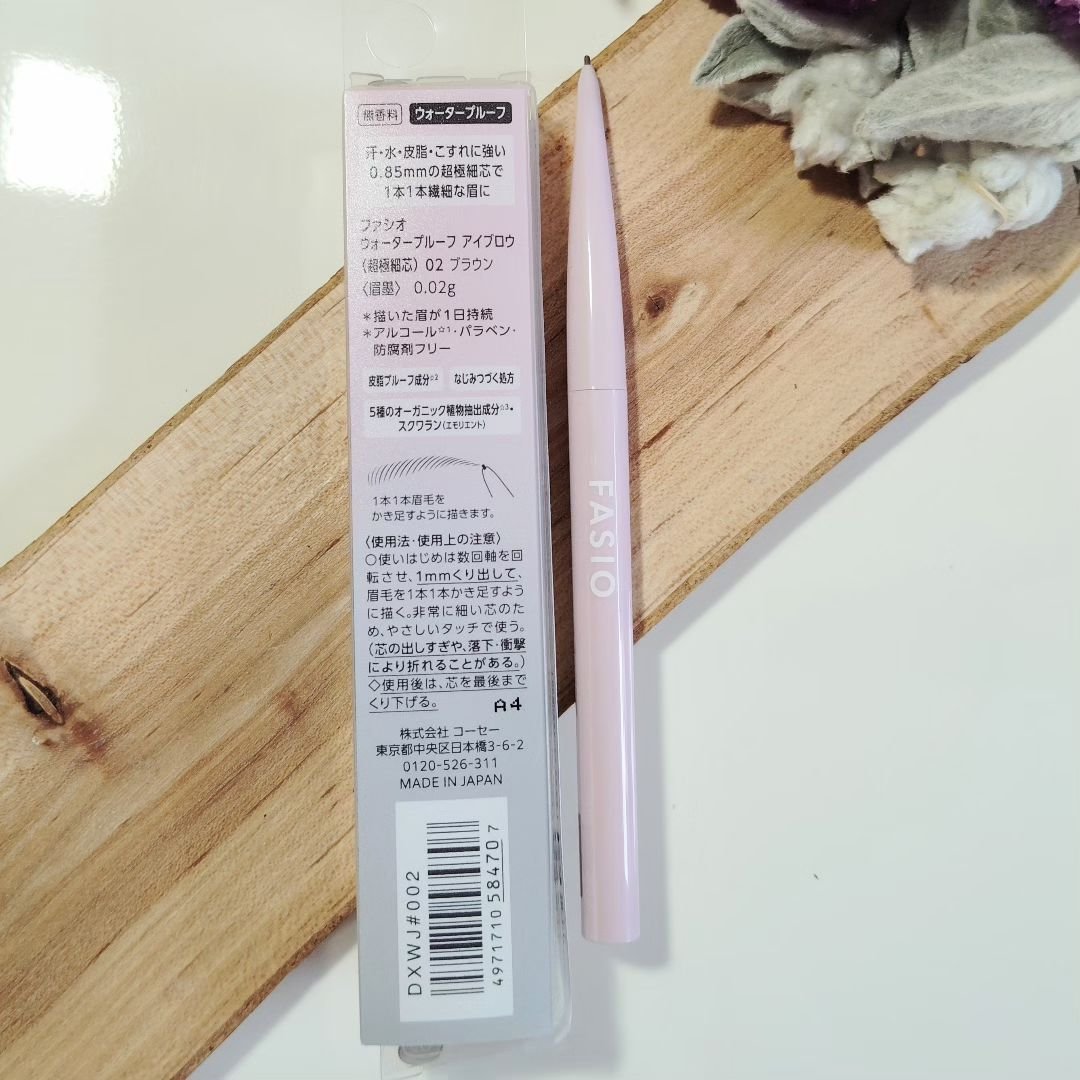 無香料 ウォータープルーフ
汗・水・皮脂・こすれに強い
0.85mmの超極細芯で
1本1本繊細な眉に
ファシオ
ウォータープルーフ アイブロウ
〈超極細芯〉 02 ブラウン
〈眉墨〉 0.02g
＊描いた眉が1日持続
＊アルコール☆1・パラベン・
防腐剤フリー
皮脂プルーフ成分☆2 なじみつづく処方
5種のオーガニック植物抽出成分☆3・
スクワラン(エモリエント)
1本1本眉毛を
かき足すように描きます。
〈使用法・使用上の注意〉
○使いはじめは数回軸を回
転させ、1mmくり出して、
眉毛を1本1本かき足すよう
に描く。非常に細い芯のた
め、やさしいタッチで使う。
(芯の出しすぎや、落下・衝撃
により折れることがある。)
◇使用後は、芯を最後まで
くり下げる。
A4
株式会社 コーセー
東京都中央区日本橋3-6-2
0120-526-311
MADE IN JAPAN
DXWJ#002
4971710584707
FASIO